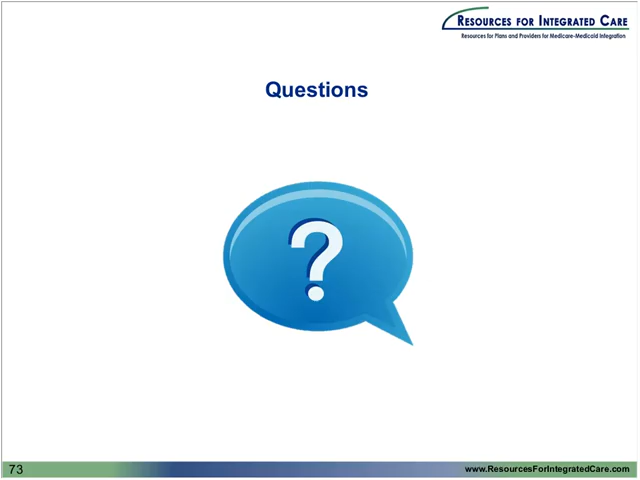 RESOURCES FOR INTEGRATED CARE
Resources for Plans and Providers for Medicare-Medicaid Integration
Questions
?
73
www.ResourcesForIntegratedCare.com